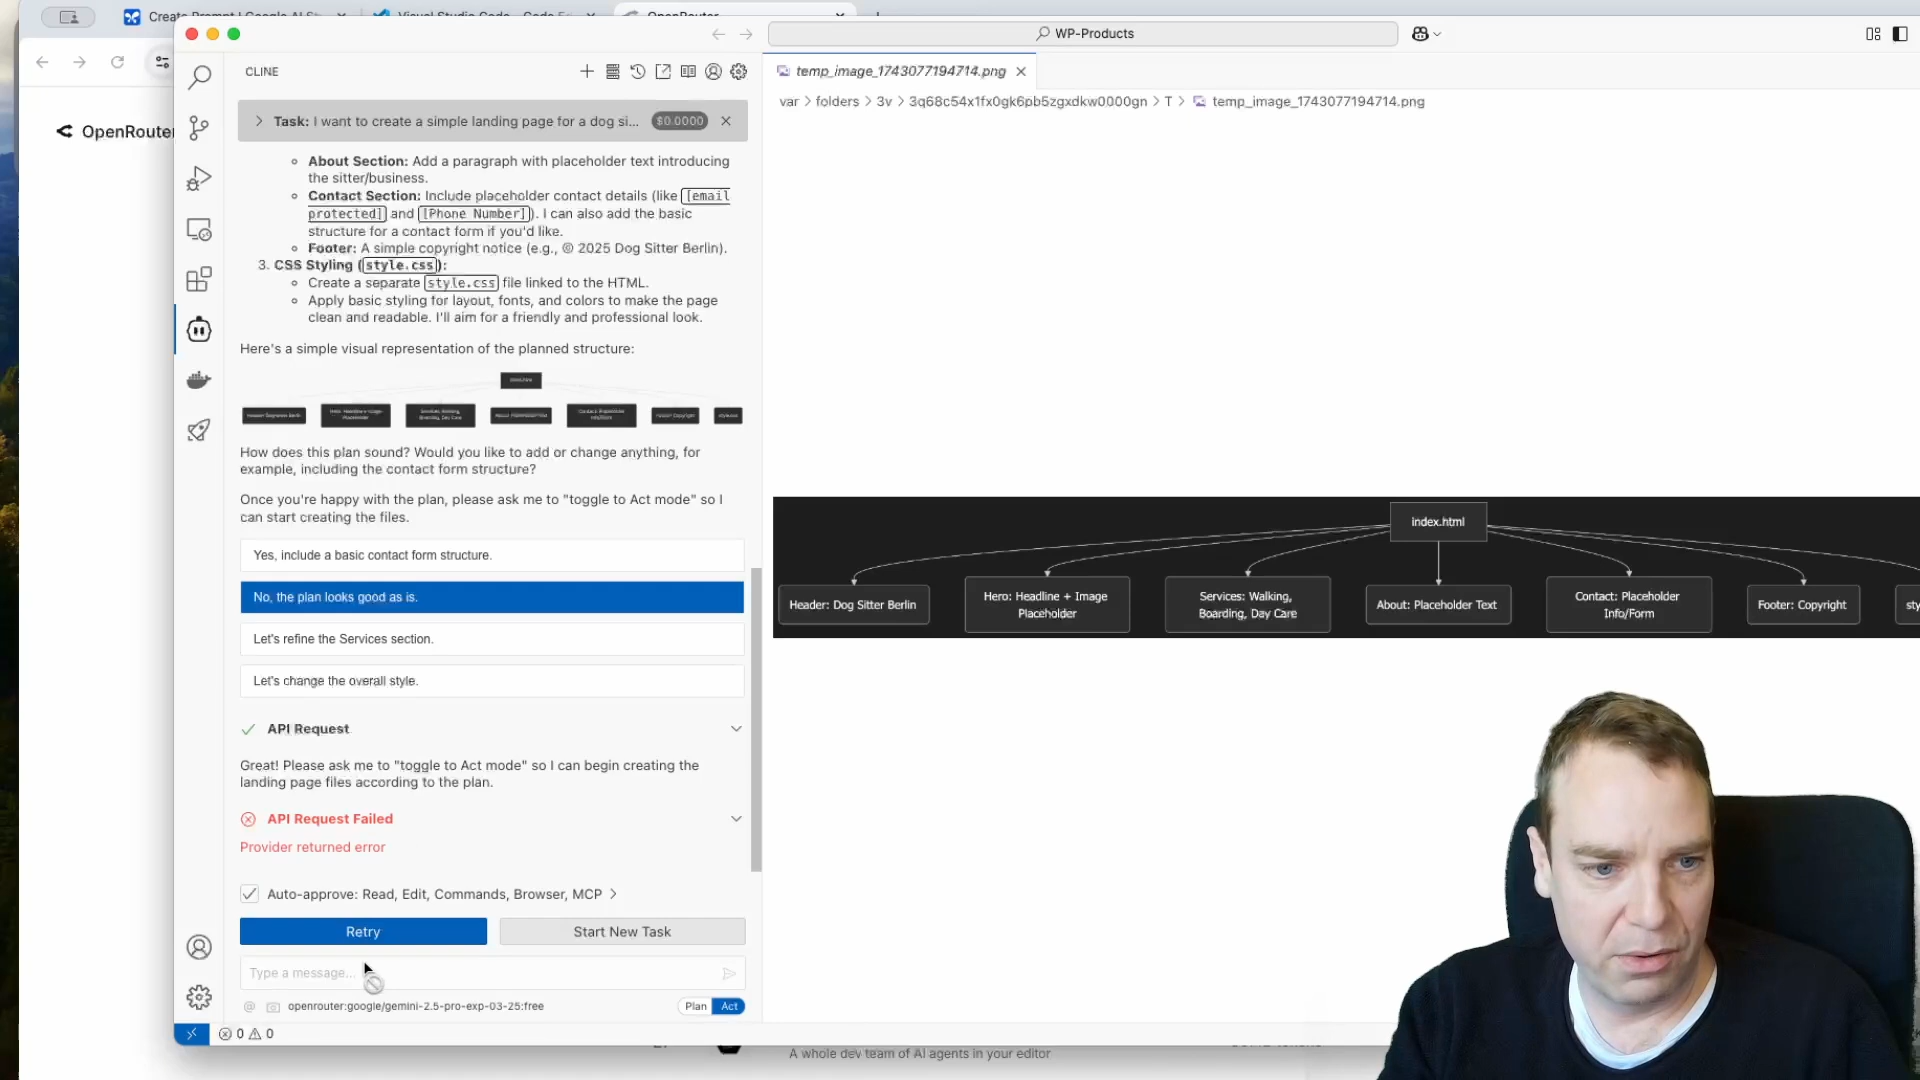 Create Prompt | Google AI St
Visual Studio Code - Code Ed
OpenRouter
WP-Products
OpenRoute
CLINE
temp_image_1743077194714.png
var > folders > 3v > 3q68c54x1fx0gk6pb5zgxdkw0000gn > T > temp_image_1743077194714.png
Task: I want to create a simple landing page for a dog si... $0.0000
About Section: Add a paragraph with placeholder text introducing
the sitter/business.
Contact Section: Include placeholder contact details (like [email
protected] and [Phone Number]). I can also add the basic
structure for a contact form if you'd like.
Footer: A simple copyright notice (e.g., © 2025 Dog Sitter Berlin).
3. CSS Styling (style.css):
Create a separate style.css file linked to the HTML.
Apply basic styling for layout, fonts, and colors to make the page
clean and readable. I'll aim for a friendly and professional look.
Here's a simple visual representation of the planned structure:
How does this plan sound? Would you like to add or change anything, for
example, including the contact form structure?
Once you're happy with the plan, please ask me to "toggle to Act mode" so I
can start creating the files.
Yes, include a basic contact form structure.
No, the plan looks good as is.
Let's refine the Services section.
Let's change the overall style.
API Request
Great! Please ask me to "toggle to Act mode" so I can begin creating the
landing page files according to the plan.
API Request Failed
Provider returned error
Auto-approve: Read, Edit, Commands, Browser, MCP >
Retry
Start New Task
Type a message...
@ openrouter:google/gemini-2.5-pro-exp-03-25:free
Plan Act
0 0
index.html
Header: Dog Sitter Berlin
Hero: Headline + Image
Placeholder
Services: Walking,
Boarding, Day Care
About: Placeholder Text
Contact: Placeholder
Info/Form
Footer: Copyright
sty
A whole dev team of AI agents in your editor